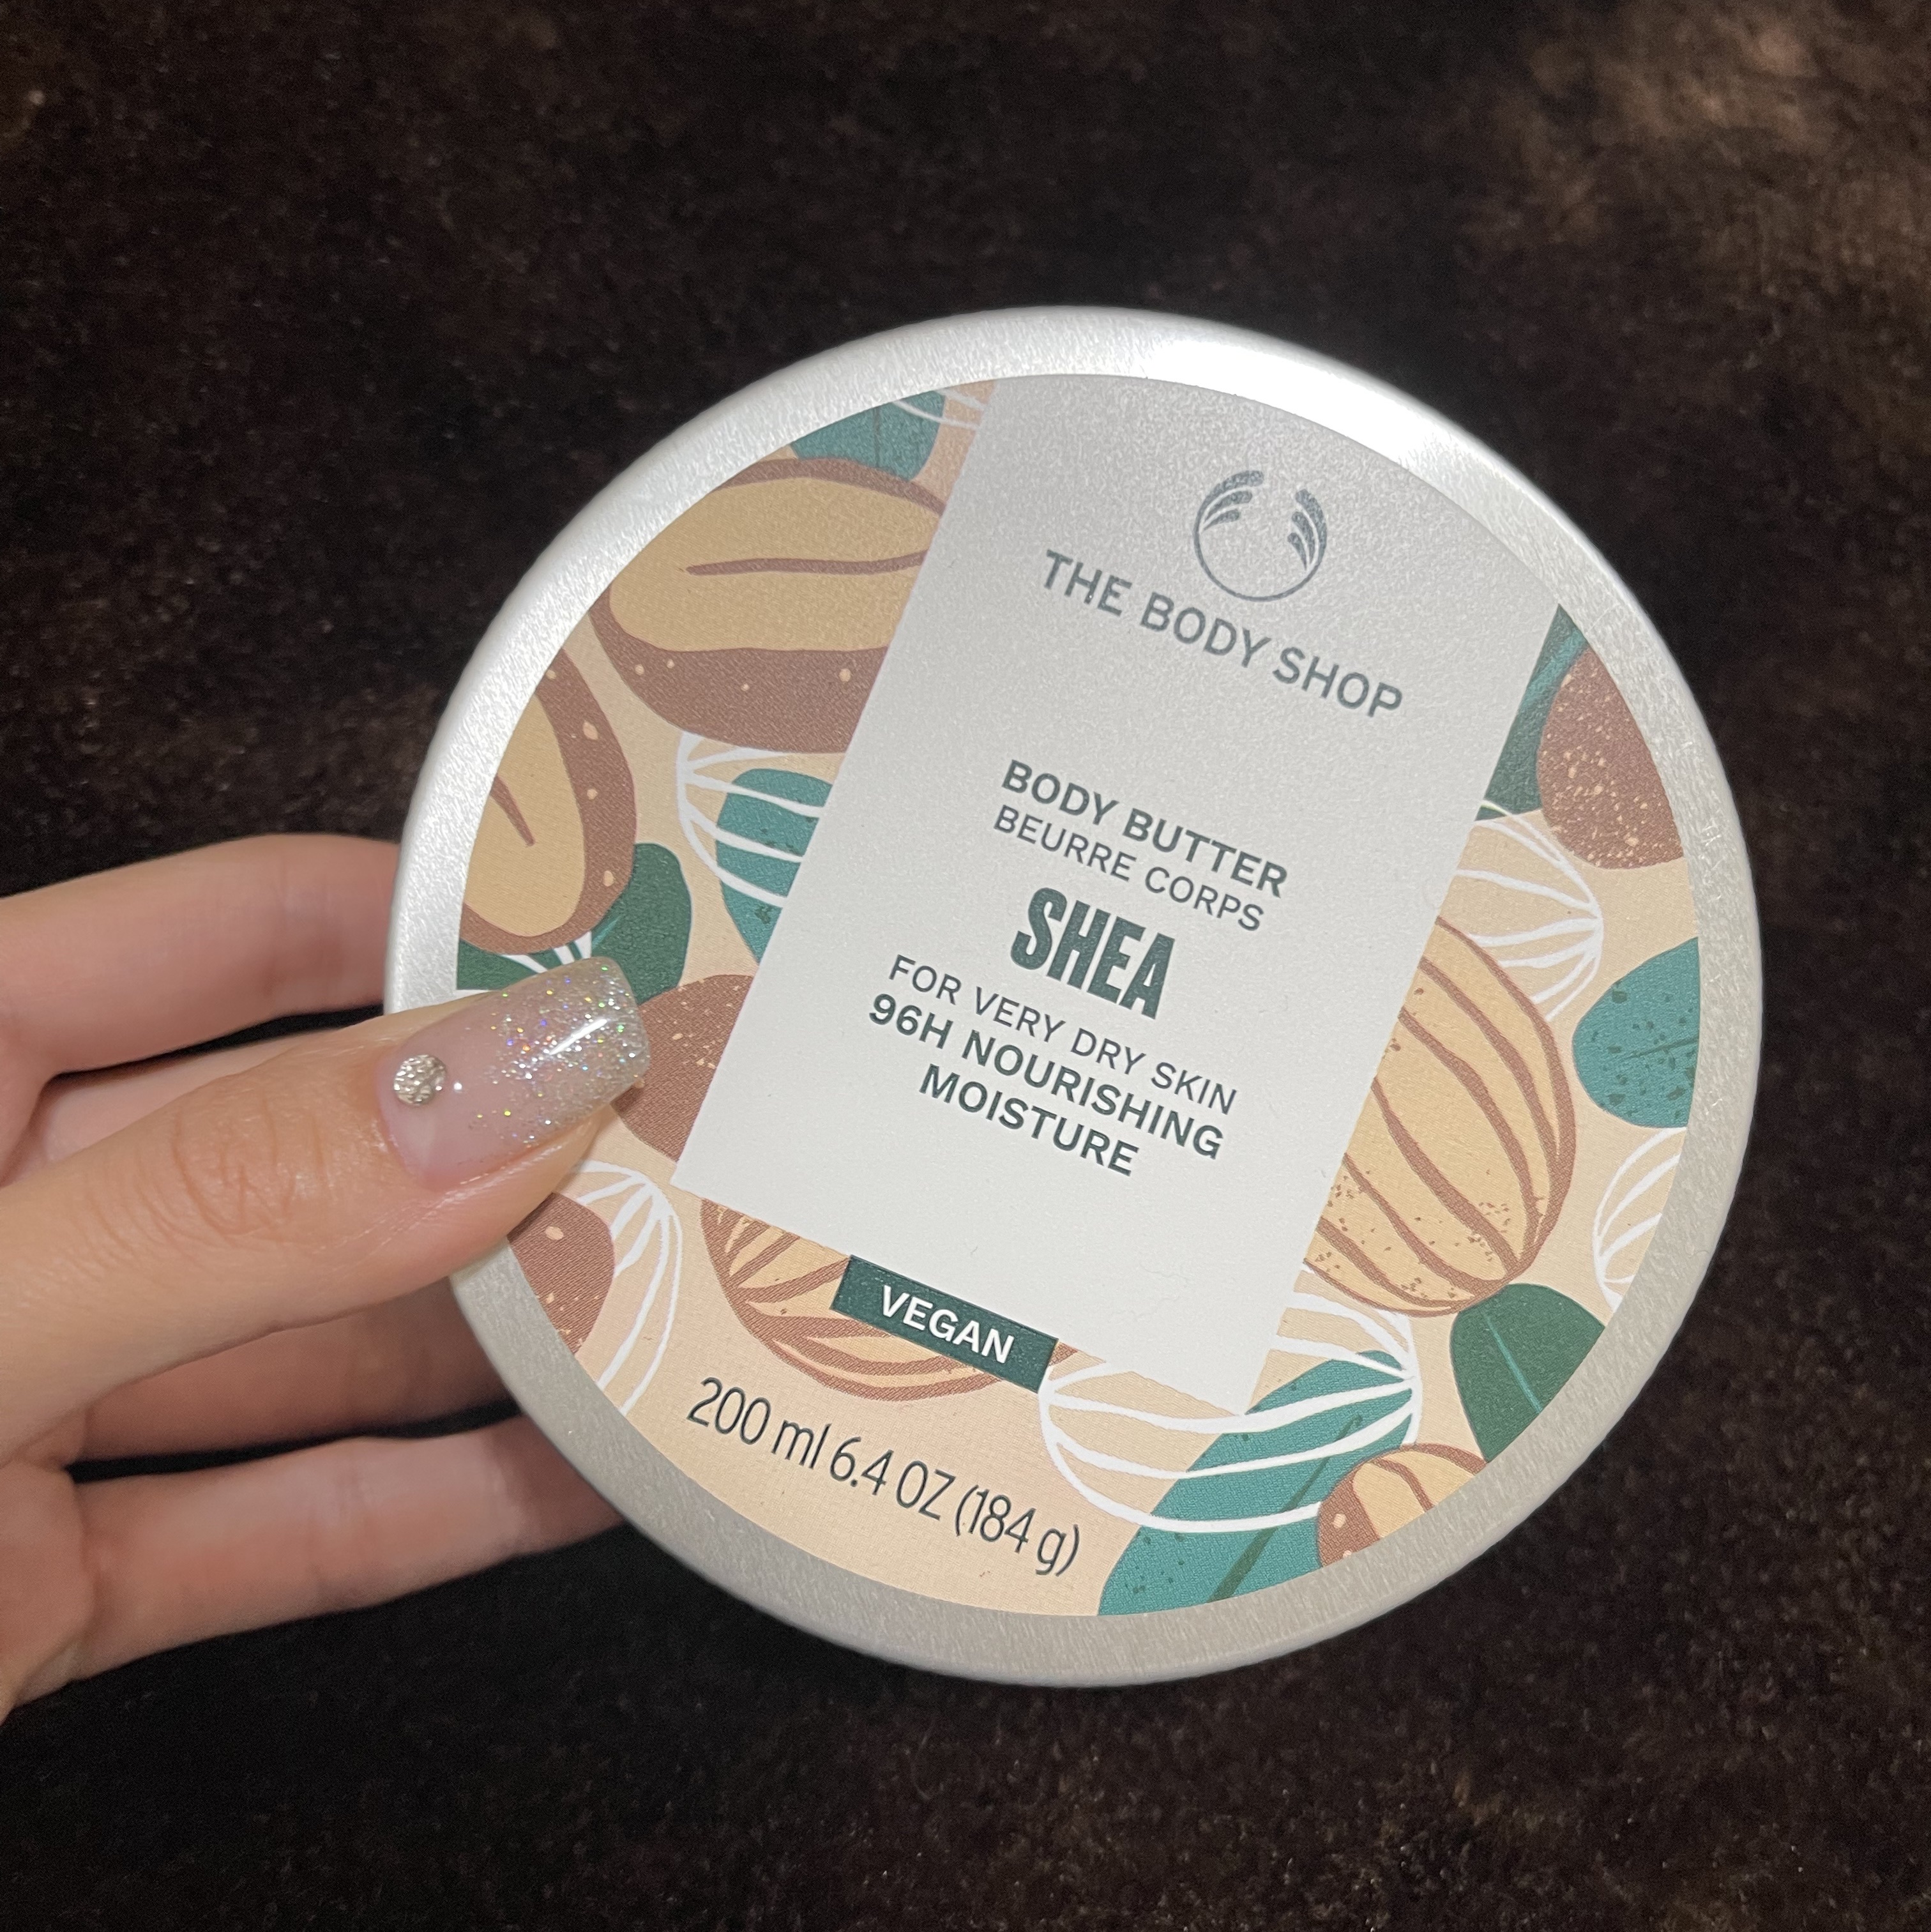 THE BODY SHOP
BODY BUTTER
BEURRE CORPS
SHEA
FOR VERY DRY SKIN
96H NOURISHING
MOISTURE
VEGAN
200 ml 6.4 OZ (184 g)